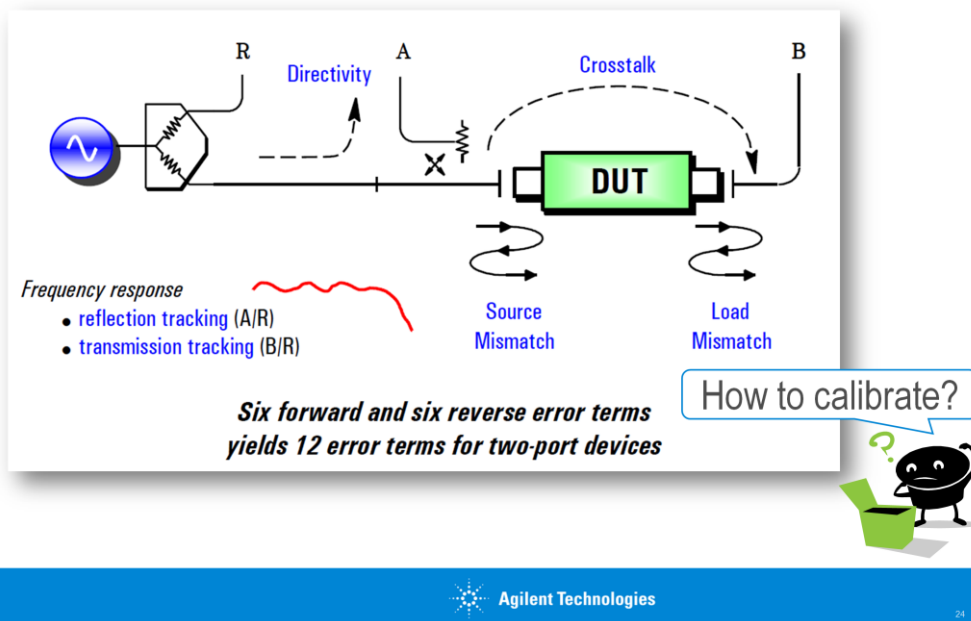 R
A
B
Directivity
Crosstalk
DUT
Frequency response
• reflection tracking (A/R)
• transmission tracking (B/R)
Source
Mismatch
Load
Mismatch
How to calibrate?
Six forward and six reverse error terms
yields 12 error terms for two-port devices
?
Agilent Technologies
24